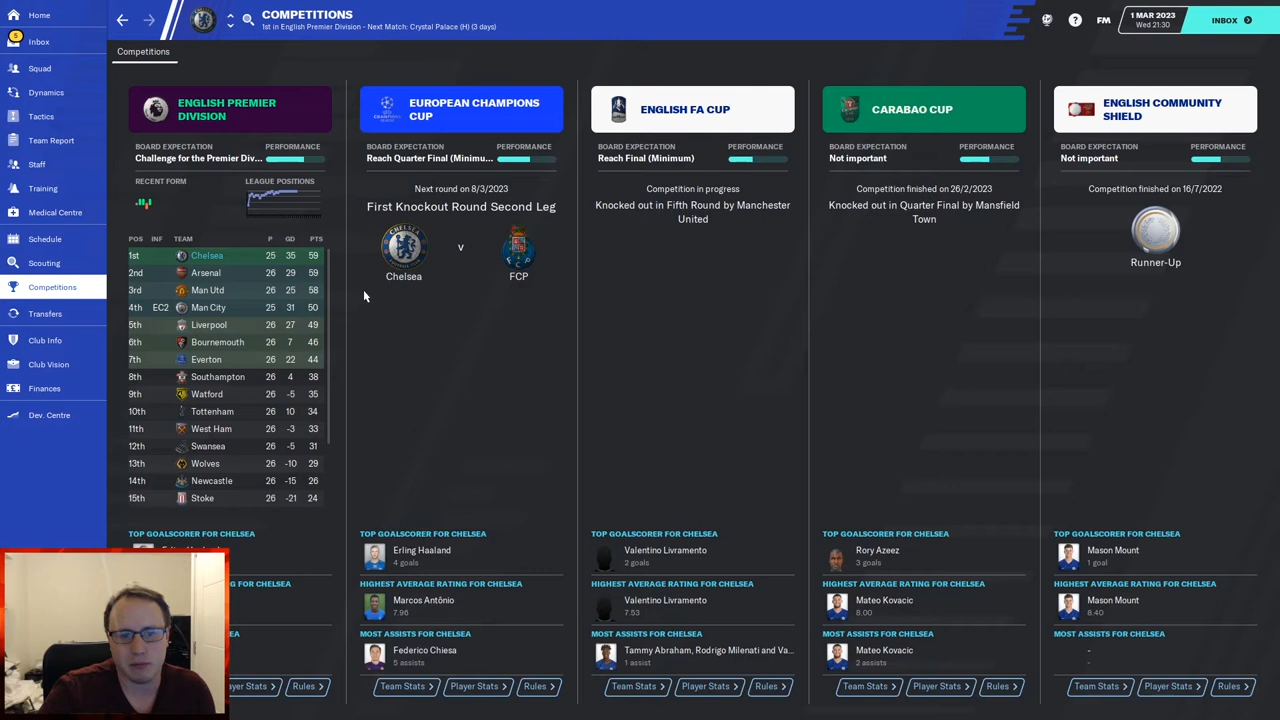 Home
5
Inbox
Squad
Dynamics
Tactics
Team Report
Staff
Training
Medical Centre
Schedule
Scouting
Competitions
Transfers
Club Info
Club Vision
Finances
Dev. Centre
COMPETITIONS
1st in English Premier Division - Next Match: Crystal Palace (H) (3 days)
FM
1 MAR 2023
Wed 21:30
INBOX
Competitions
ENGLISH PREMIER DIVISION
BOARD EXPECTATION PERFORMANCE
Challenge for the Premier Div...
RECENT FORM LEAGUE POSITIONS
POS INF TEAM P GD PTS
1st Chelsea 25 35 59
2nd Arsenal 26 29 59
3rd Man Utd 26 25 58
4th EC2 Man City 25 31 50
5th Liverpool 26 27 49
6th Bournemouth 26 7 46
7th Everton 26 22 44
8th Southampton 26 4 38
9th Watford 26 -5 35
10th Tottenham 26 10 34
11th West Ham 26 -3 33
12th Swansea 26 -5 31
13th Wolves 26 -10 29
14th Newcastle 26 -15 26
15th Stoke 26 -21 24
TOP GOALSCORER FOR CHELSEA
NG FOR CHELSEA
SEA
yer Stats Rules
EUROPEAN CHAMPIONS CUP
BOARD EXPECTATION PERFORMANCE
Reach Quarter Final (Minimu...
Next round on 8/3/2023
First Knockout Round Second Leg
v
Chelsea FCP
TOP GOALSCORER FOR CHELSEA
Erling Haaland
4 goals
HIGHEST AVERAGE RATING FOR CHELSEA
Marcos Antônio
7.96
MOST ASSISTS FOR CHELSEA
Federico Chiesa
5 assists
Team Stats Player Stats Rules
ENGLISH FA CUP
BOARD EXPECTATION PERFORMANCE
Reach Final (Minimum)
Competition in progress
Knocked out in Fifth Round by Manchester
United
TOP GOALSCORER FOR CHELSEA
Valentino Livramento
2 goals
HIGHEST AVERAGE RATING FOR CHELSEA
Valentino Livramento
7.53
MOST ASSISTS FOR CHELSEA
Tammy Abraham, Rodrigo Milenati and Va...
1 assist
Team Stats Player Stats Rules
CARABAO CUP
BOARD EXPECTATION PERFORMANCE
Not important
Competition finished on 26/2/2023
Knocked out in Quarter Final by Mansfield
Town
TOP GOALSCORER FOR CHELSEA
Rory Azeez
3 goals
HIGHEST AVERAGE RATING FOR CHELSEA
Mateo Kovacic
8.00
MOST ASSISTS FOR CHELSEA
Mateo Kovacic
2 assists
Team Stats Player Stats Rules
ENGLISH COMMUNITY SHIELD
BOARD EXPECTATION PERFORMANCE
Not important
Competition finished on 16/7/2022
Runner-Up
TOP GOALSCORER FOR CHELSEA
Mason Mount
1 goal
HIGHEST AVERAGE RATING FOR CHELSEA
Mason Mount
6.40
MOST ASSISTS FOR CHELSEA
-
-
Team Stats Player Stats Rules